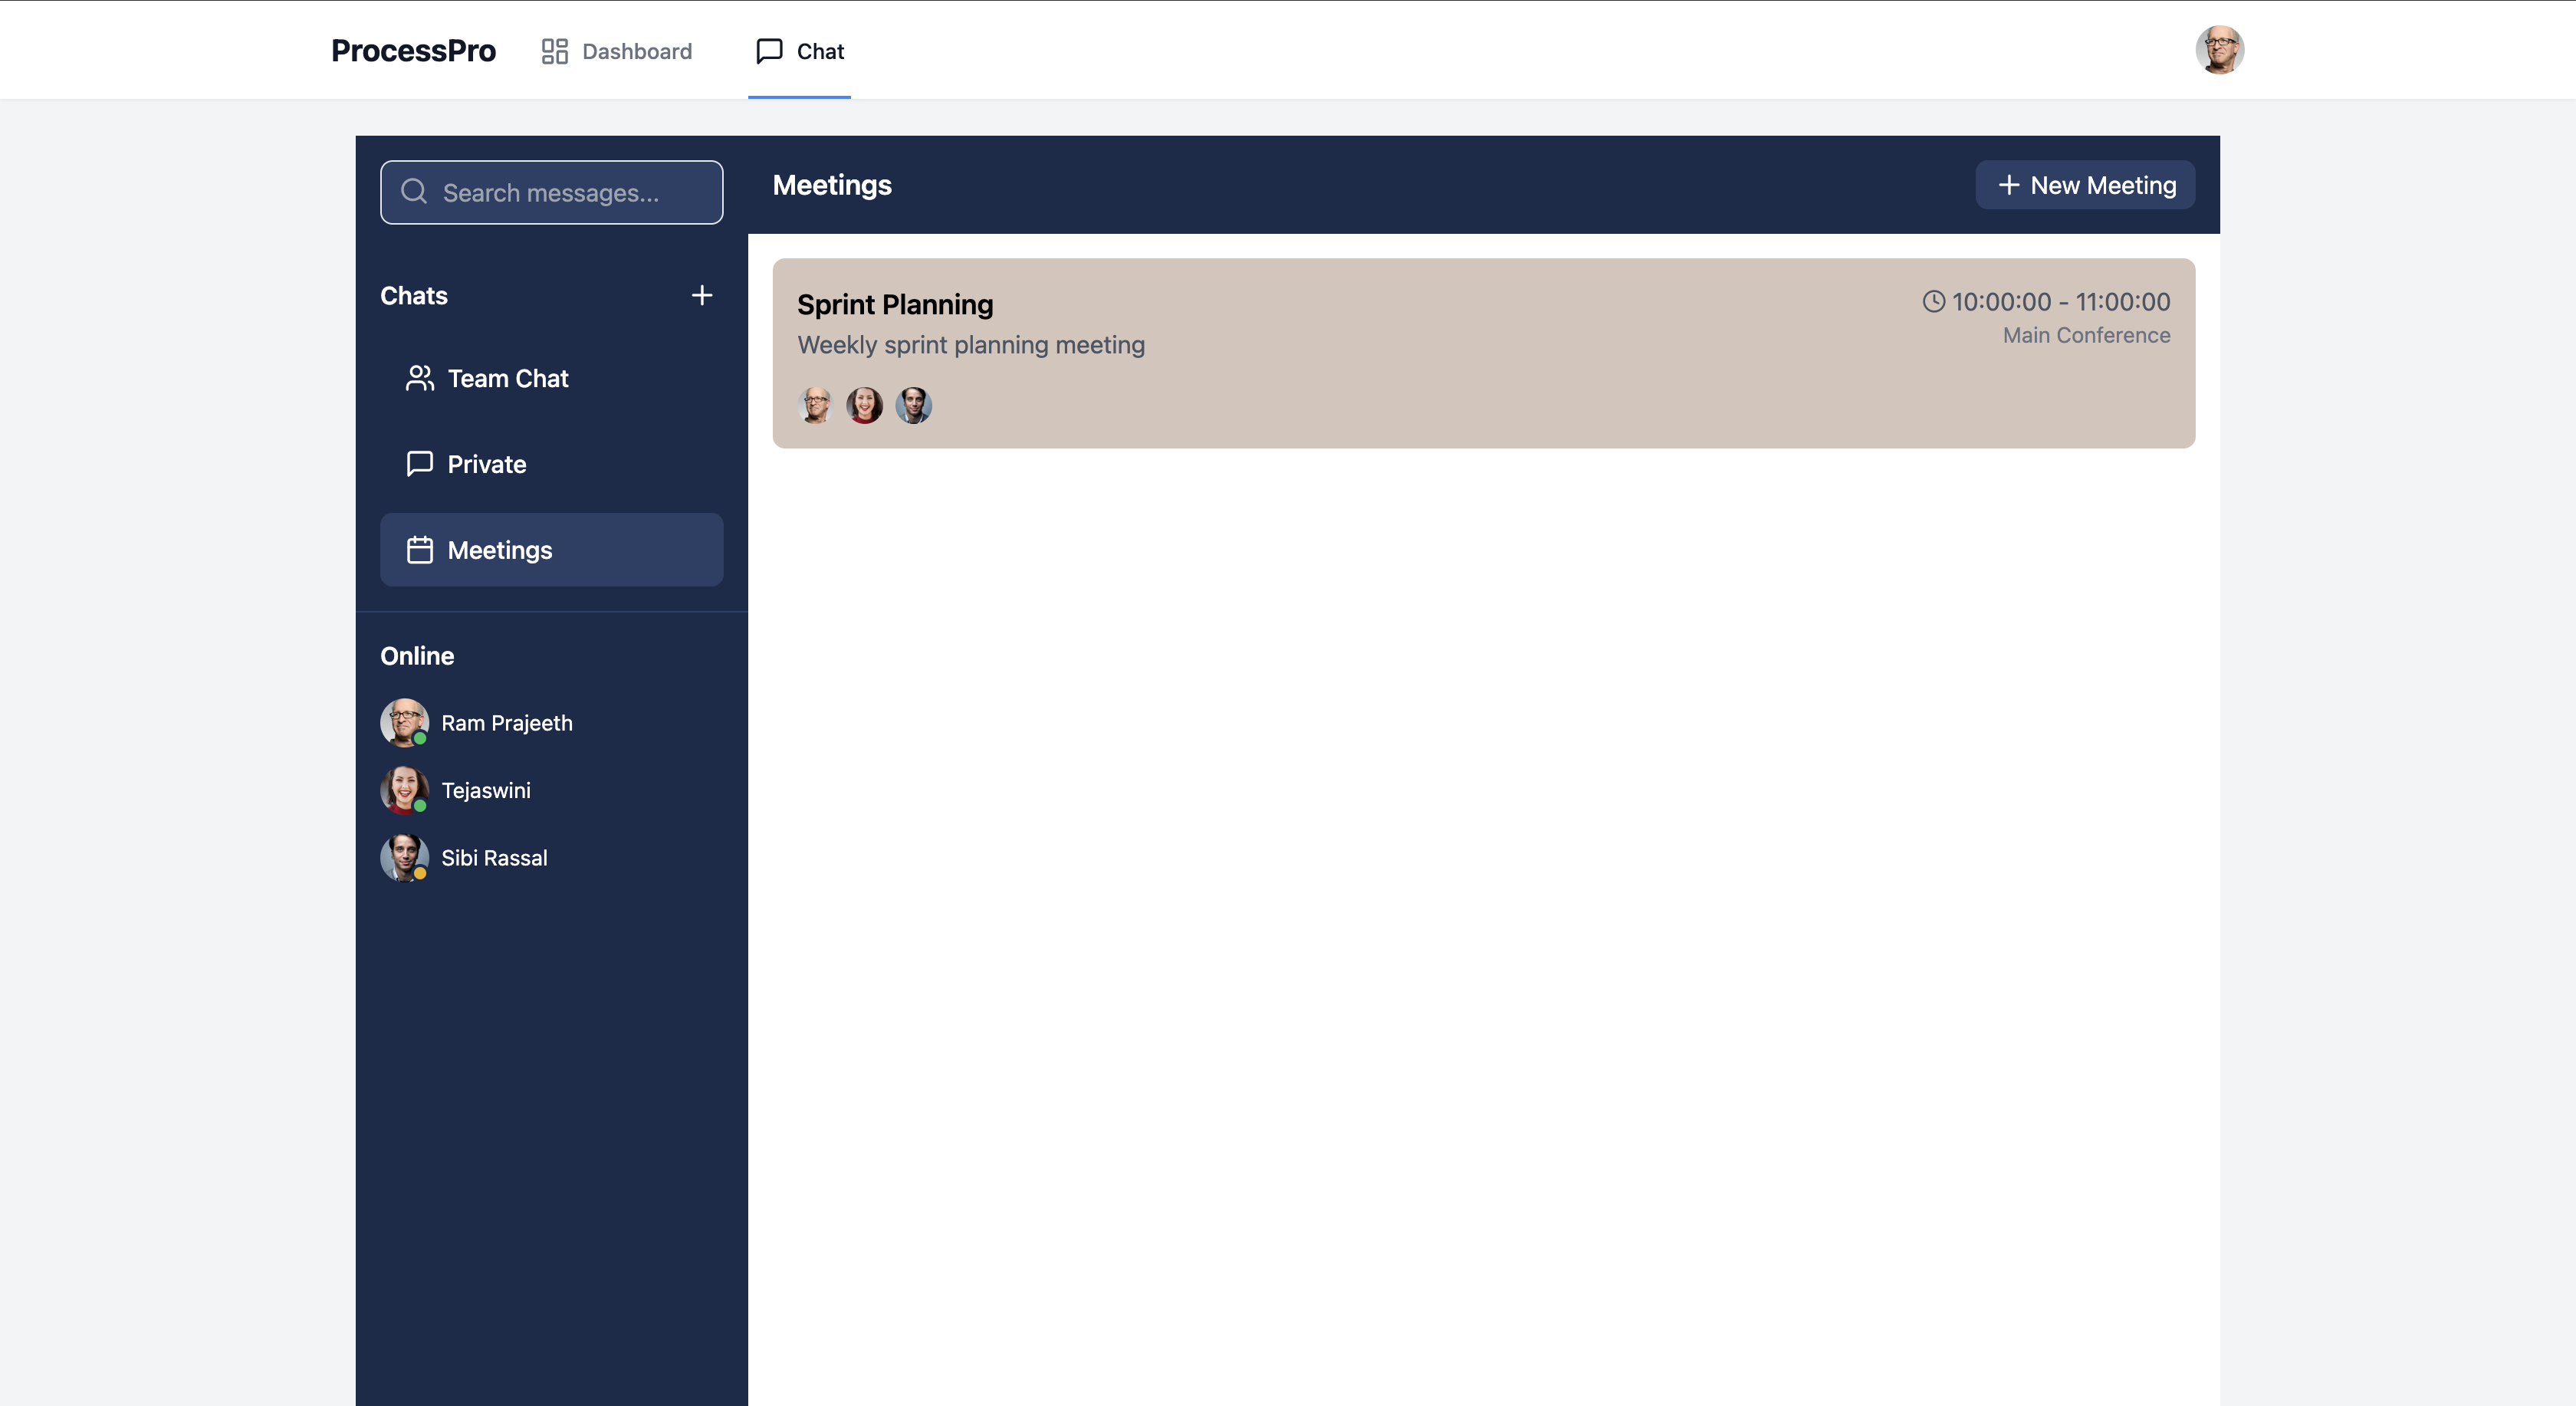 ProcessPro
Dashboard
Chat
Search messages...
Chats
Team Chat
Private
Meetings
Online
Ram Prajeeth
Tejaswini
Sibi Rassal
Meetings
New Meeting
Sprint Planning
Weekly sprint planning meeting
10:00:00 - 11:00:00
Main Conference